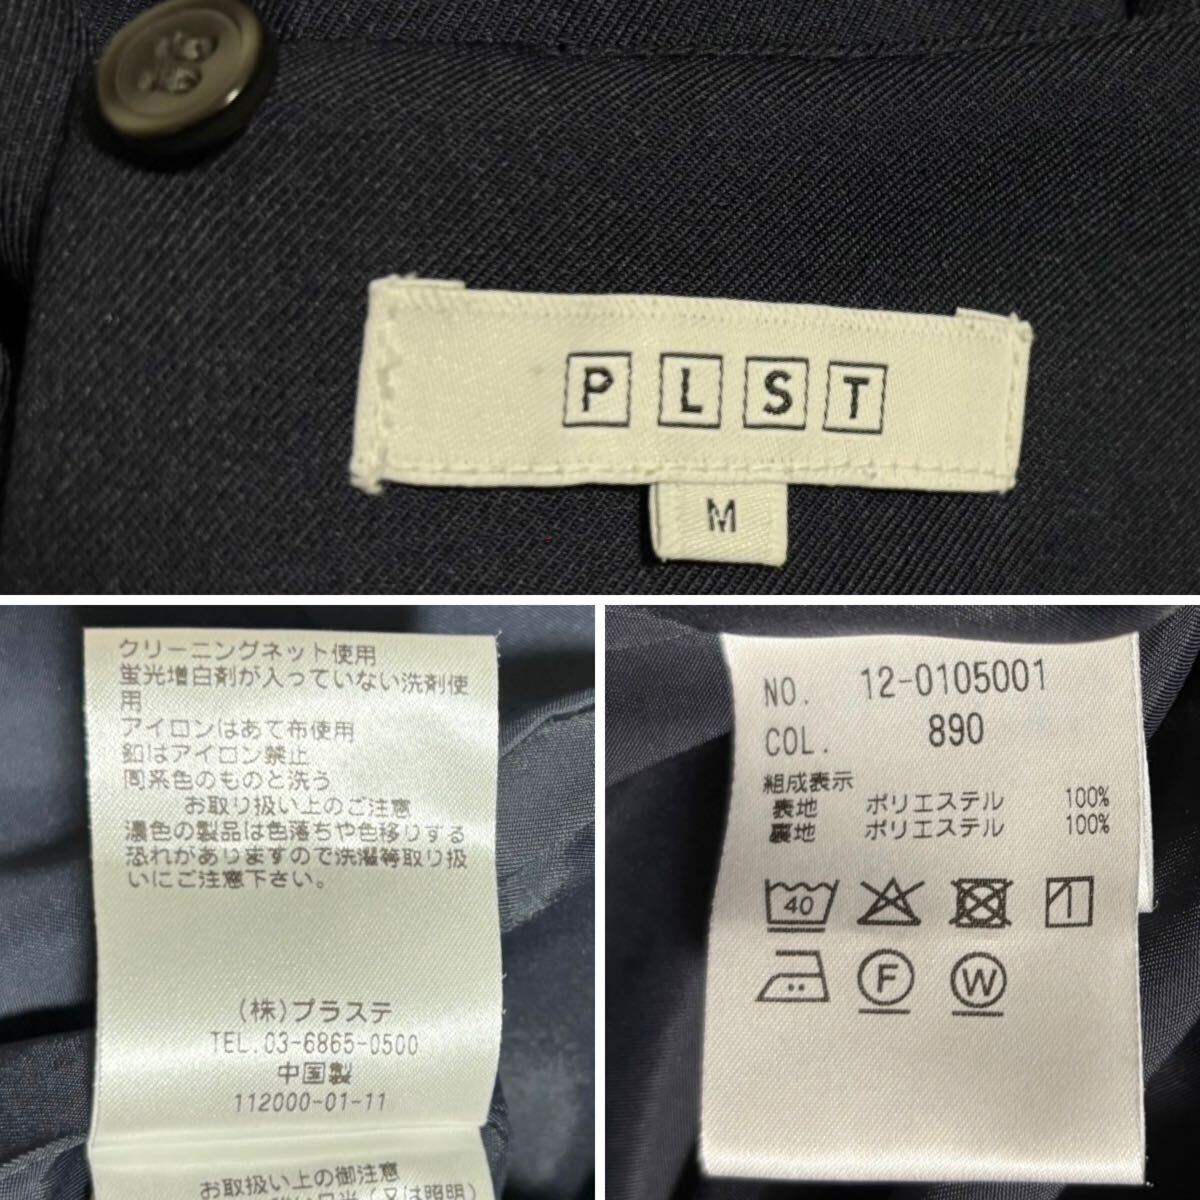 PLST
M
クリーニングネット使用
蛍光増白剤が入っていない洗剤使
用
アイロンはあて布使用
釦はアイロン禁止
同系色のものと洗う
お取り扱い上のご注意
濃色の製品は色落ちや色移りする
恐れがありますので洗濯等取り扱
いにご注意下さい。
(株)プラステ
TEL.03-6865-0500
中国製
112000-01-11
お取扱い上の御注意
日光(又は照明)
NO. 12-0105001
COL. 890
組成表示
表地 ポリエステル 100%
裏地 ポリエステル 100%
40
F W